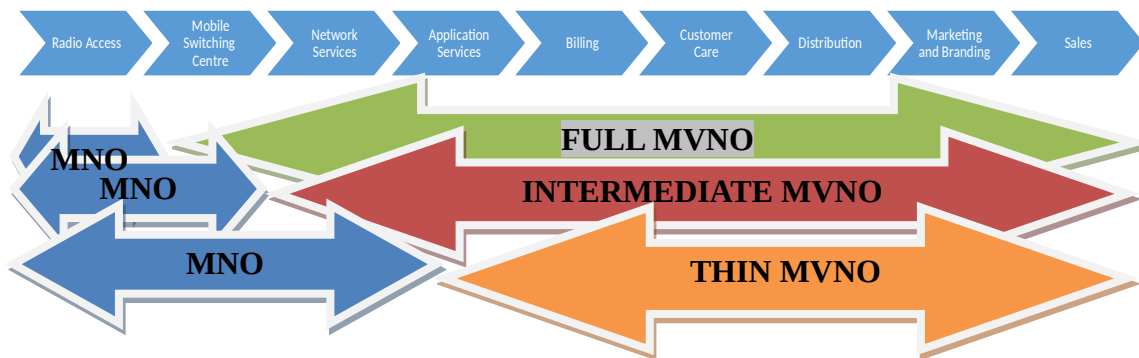 Radio Access
Mobile
Switching
Centre
Network
Services
Application
Services
Billing
Customer
Care
Distribution
Marketing
and Branding
Sales
FULL MVNO
MNO
MNO
INTERMEDIATE MVNO
MNO
THIN MVNO